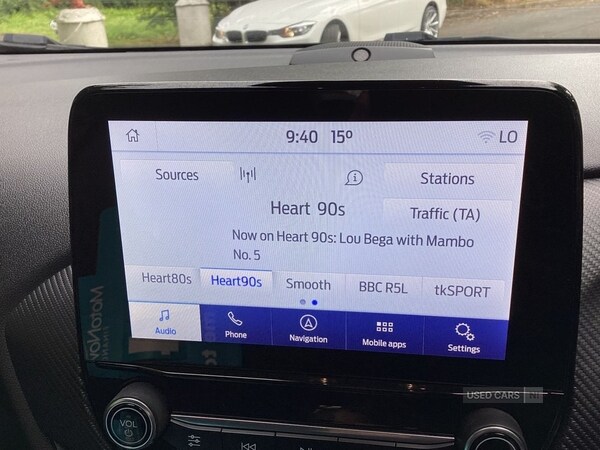 9:40 15º LO
Sources Stations
Heart 90s
Traffic (TA)
Now on Heart 90s: Lou Bega with Mambo
No. 5
Heart80s Heart90s Smooth BBC R5L tkSPORT
Audio Phone Navigation Mobile apps Settings
USED CARS NI
VOL